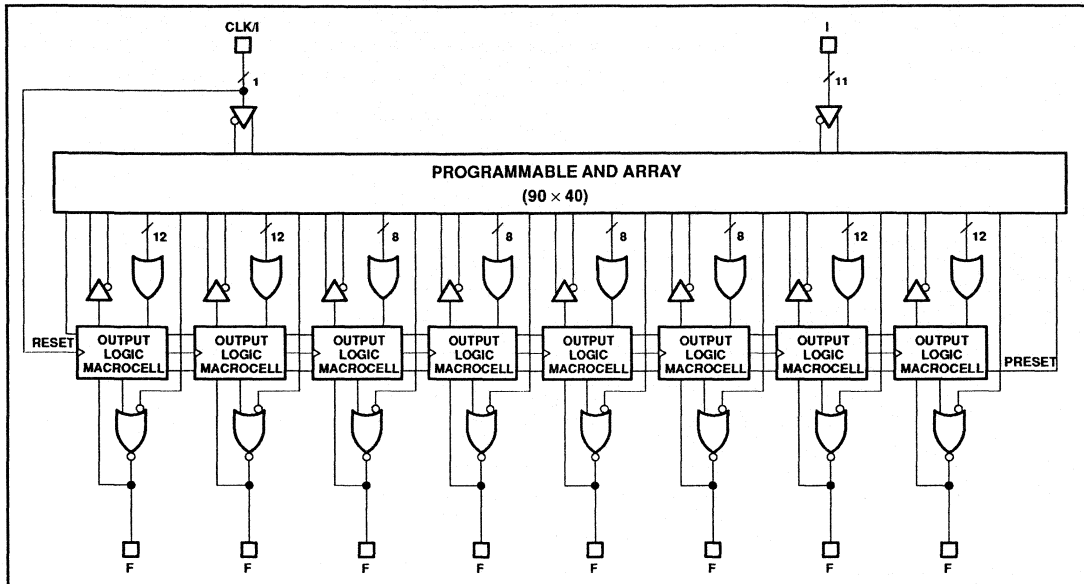 CLK/I I
1 11
PROGRAMMABLE AND ARRAY
(90 × 40)
12 12 8 8 8 8 12 12
RESET
OUTPUT LOGIC MACROCELL
OUTPUT LOGIC MACROCELL
OUTPUT LOGIC MACROCELL
OUTPUT LOGIC MACROCELL
OUTPUT LOGIC MACROCELL
OUTPUT LOGIC MACROCELL
OUTPUT LOGIC MACROCELL
OUTPUT LOGIC MACROCELL
PRESET
F F F F F F F F